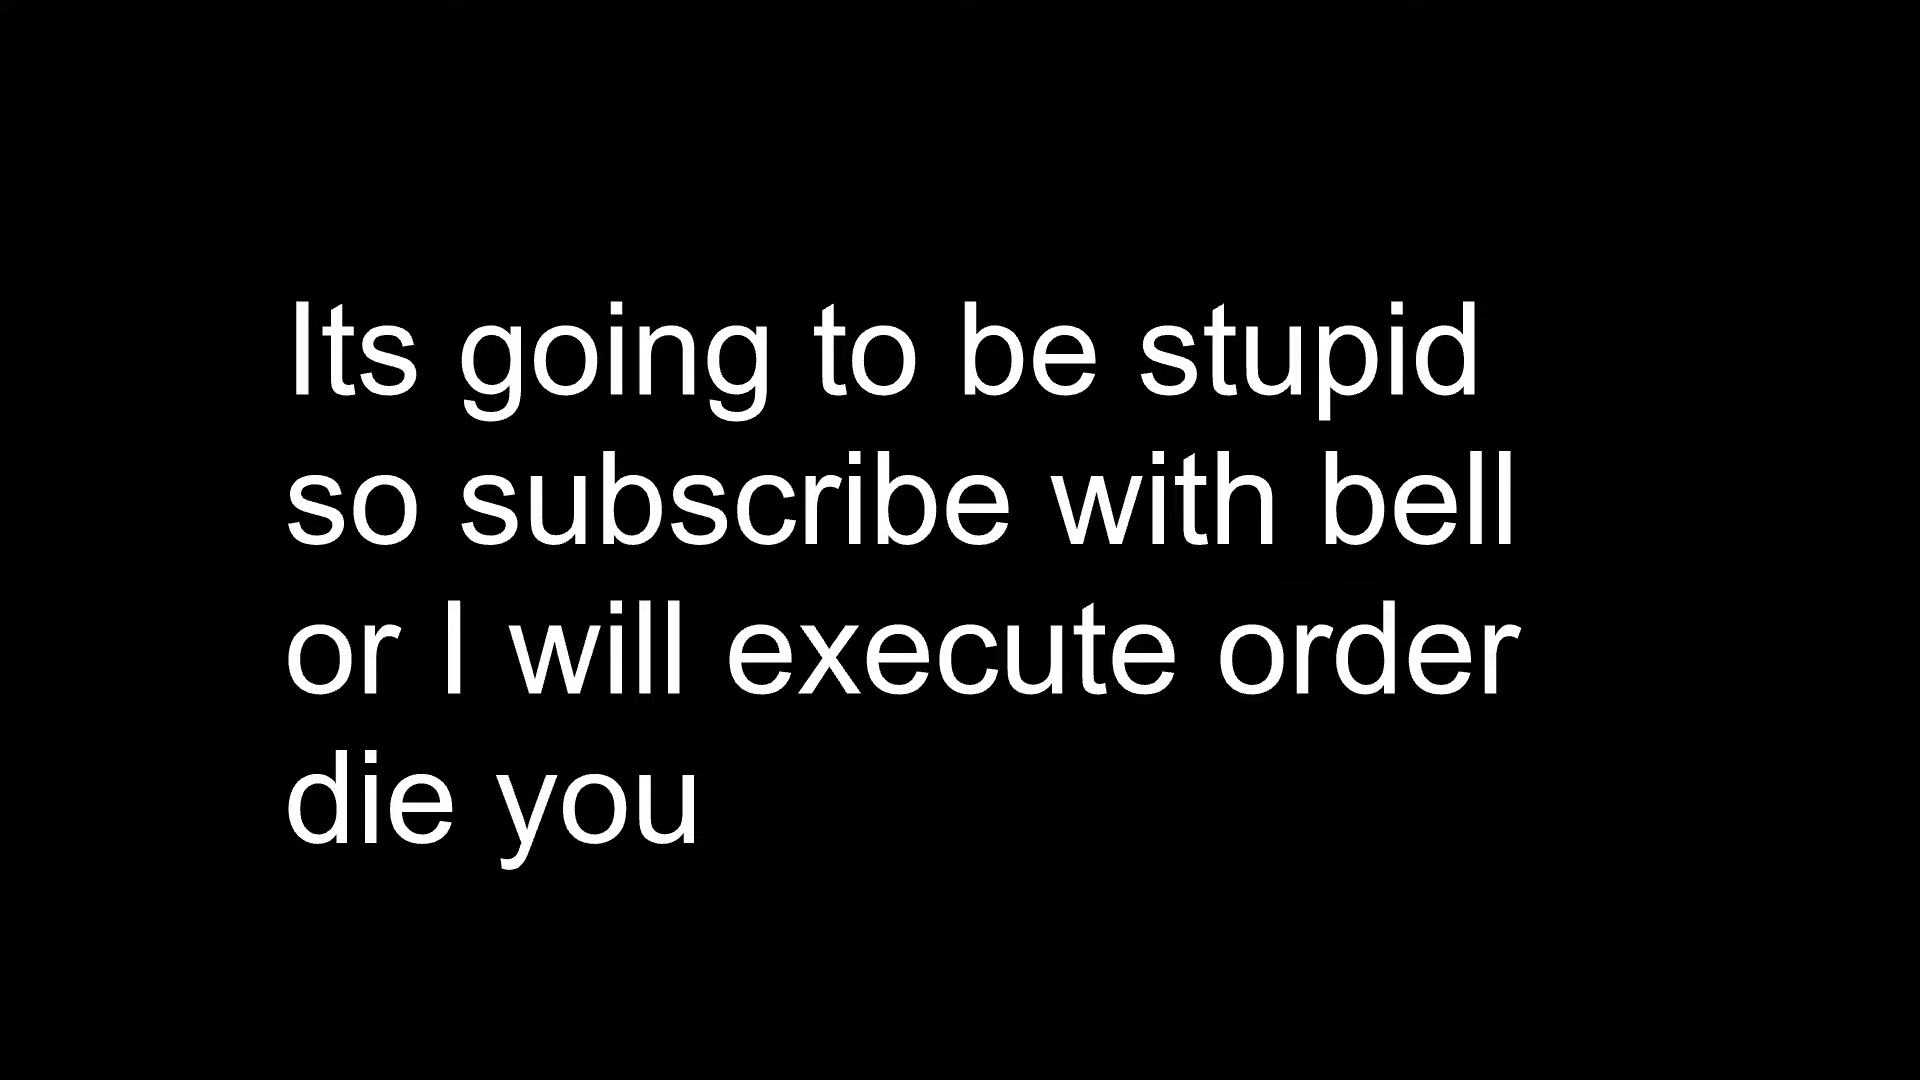 Its going to be stupid
so subscribe with bell
or I will execute order
die you